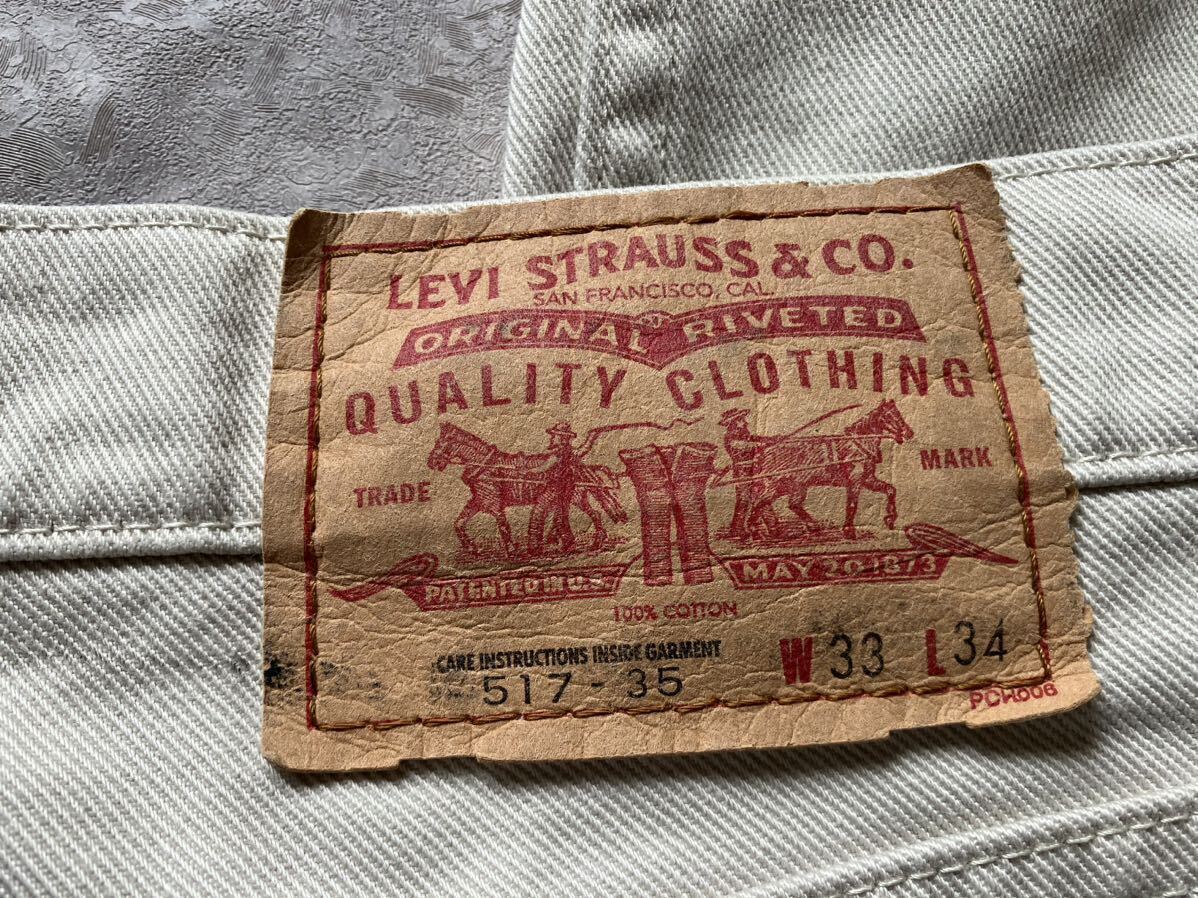 LEVI STRAUSS & CO.
SAN FRANCISCO, CAL.
ORIGINAL RIVETED
QUALITY CLOTHING
TRADE MARK
PATENTED IN U.S. MAY 20 1873
100% COTTON
CARE INSTRUCTIONS INSIDE GARMENT
517-35 W 33 L 34